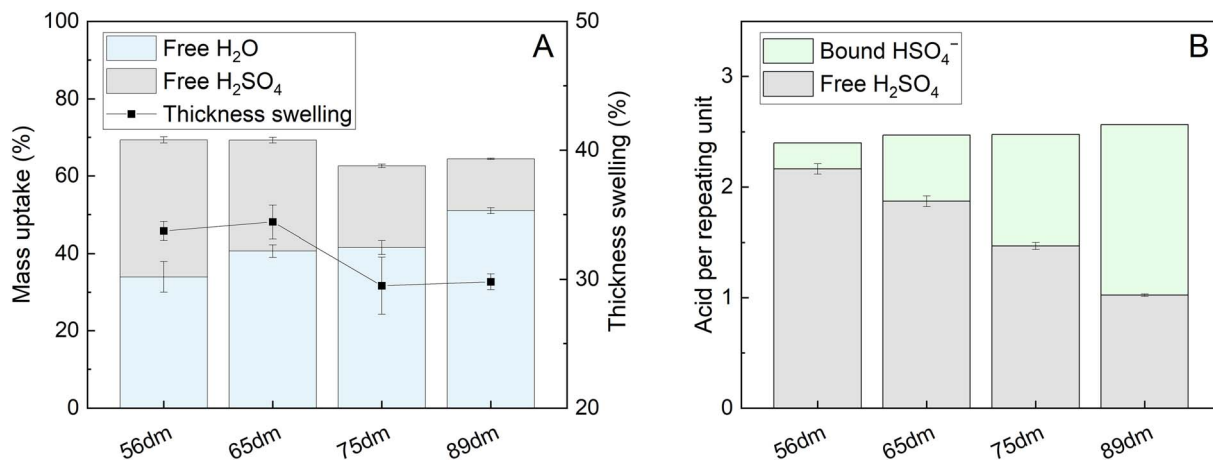 A
Free H₂O
Free H₂SO₄
Thickness swelling
Mass uptake (%)
100
80
60
40
20
0
Thickness swelling (%)
50
40
30
20
56dm
65dm
75dm
89dm
B
Bound HSO₄⁻
Free H₂SO₄
Acid per repeating unit
3
2
1
0
56dm
65dm
75dm
89dm